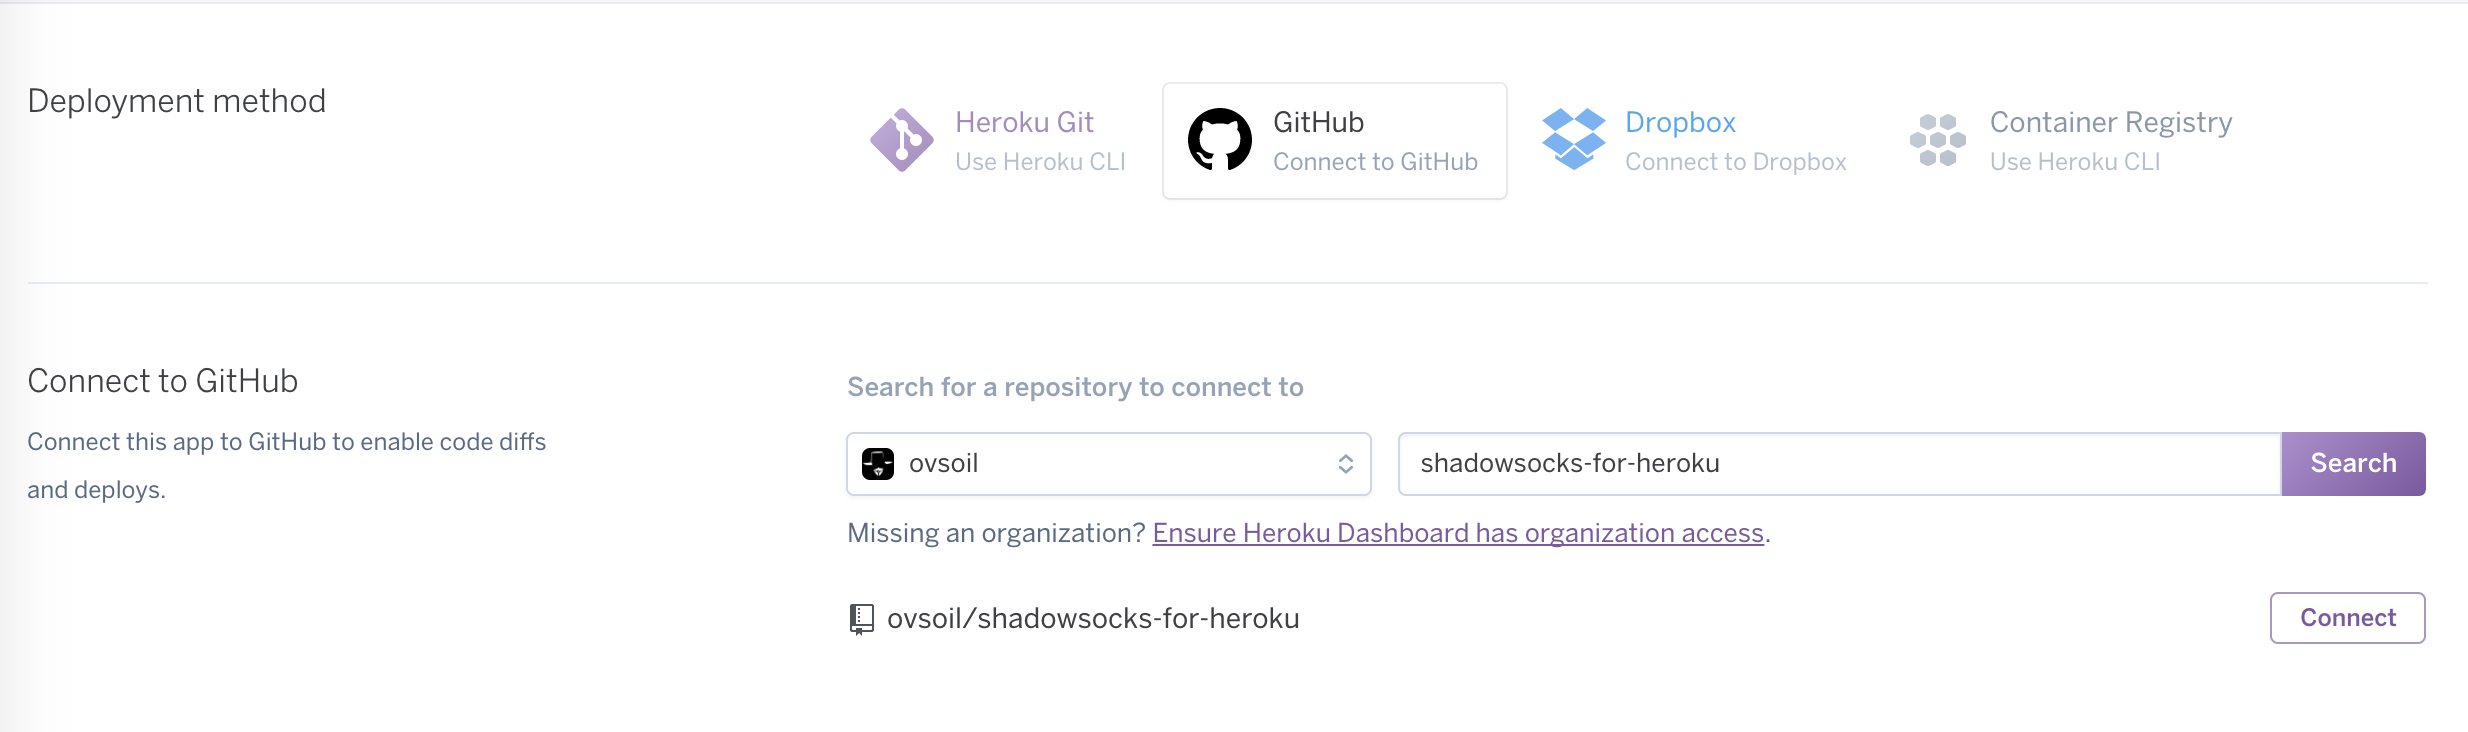 Deployment method
Heroku Git
Use Heroku CLI
GitHub
Connect to GitHub
Dropbox
Connect to Dropbox
Container Registry
Use Heroku CLI
Connect to GitHub
Connect this app to GitHub to enable code diffs
and deploys.
Search for a repository to connect to
ovsoil
shadowsocks-for-heroku
Search
Missing an organization? Ensure Heroku Dashboard has organization access.
ovsoil/shadowsocks-for-heroku
Connect